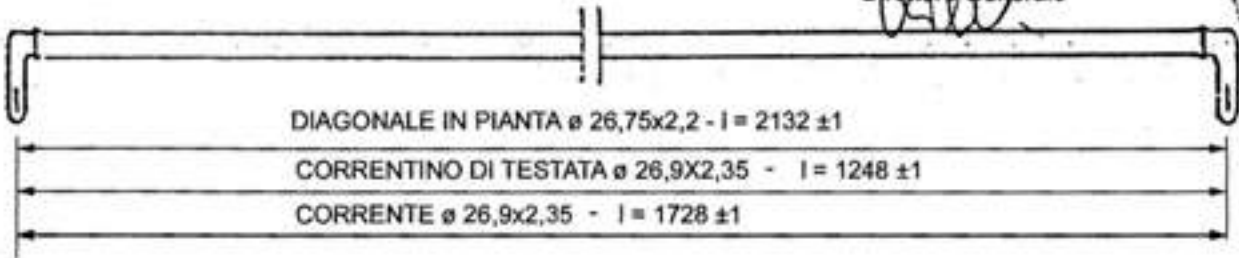 DIAGONALE IN PIANTA ø 26,75x2,2 - l = 2132 ±1
CORRENTINO DI TESTATA ø 26,9X2,35 - l = 1248 ±1
CORRENTE ø 26,9x2,35 - l = 1728 ±1